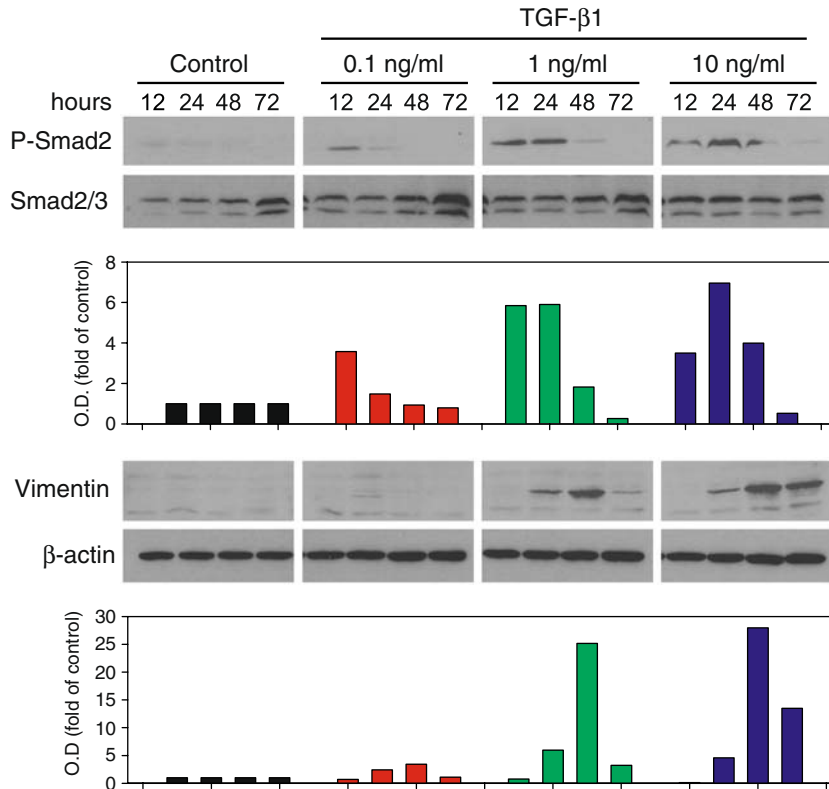 TGF-β1
Control 0.1 ng/ml 1 ng/ml 10 ng/ml
hours 12 24 48 72 12 24 48 72 12 24 48 72 12 24 48 72
P-Smad2
Smad2/3
O.D. (fold of control)
8
6
4
2
0
Vimentin
β-actin
O.D (fold of control)
30
25
20
15
10
5
0